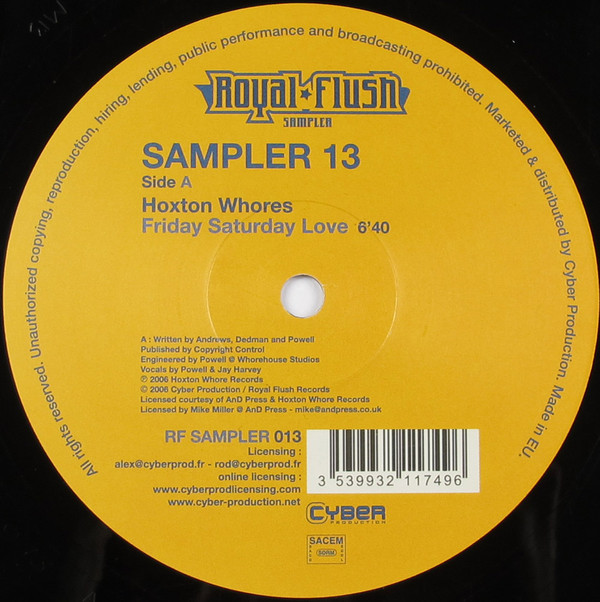 All rights reserved. Unauthorized copying, reproduction, hiring, lending, public performance and broadcasting prohibited. Marketed & distributed by Cyber Production. Made in EU.
Royal Flush
SAMPLER
SAMPLER 13
Side A
Hoxton Whores
Friday Saturday Love 6'40
A : Written by Andrews, Dedman and Powell
Published by Copyright Control
Engineered by Powell @ Whorehouse Studios
Vocals by Powell & Jay Harvey
℗ 2006 Hoxton Whore Records
© 2006 Cyber Production / Royal Flush Records
Licensed courtesy of AnD Press & Hoxton Whore Records
Licensed by Mike Miller @ AnD Press - mike@andpress.co.uk
RF SAMPLER 013
Licensing :
alex@cyberprod.fr - rod@cyberprod.fr
online licensing :
www.cyberprodlicensing.com
www.cyber-production.net
3 539932 117496
CYBER
PRODUCTION
SACEM
SDRM